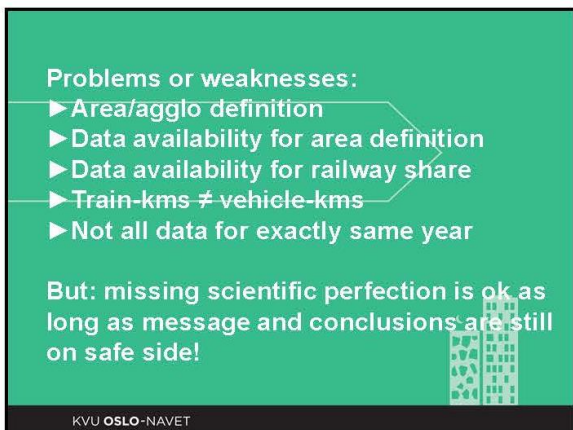 Problems or weaknesses:
►Area/agglo definition
►Data availability for area definition
►Data availability for railway share
►Train-kms ≠ vehicle-kms
►Not all data for exactly same year
But: missing scientific perfection is ok as
long as message and conclusions are still
on safe side!
KVU OSLO-NAVET